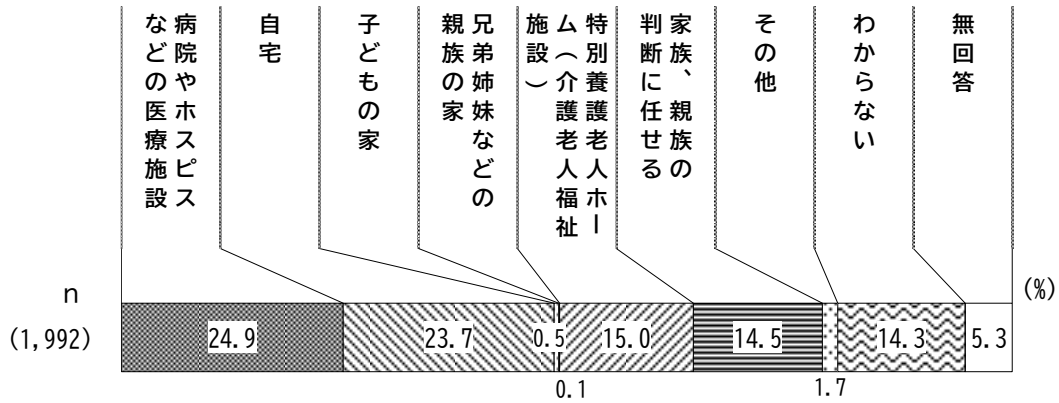 病院やホスピス
などの医療施設
自宅
子どもの家
兄弟姉妹などの
親族の家
特別養護老人ホー
ム（介護老人福祉
施設）
家族、親族の
判断に任せる
その他
わからない
無回答
n
(%)
(1,992)
24.9
23.7
0.5
15.0
14.5
14.3
5.3
0.1
1.7